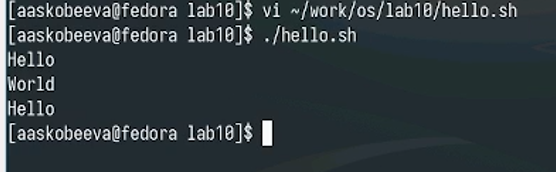 [aaskobeeva@fedora lab10]$ vi ~/work/os/lab10/hello.sh
[aaskobeeva@fedora lab10]$ ./hello.sh
Hello
World
Hello
[aaskobeeva@fedora lab10]$